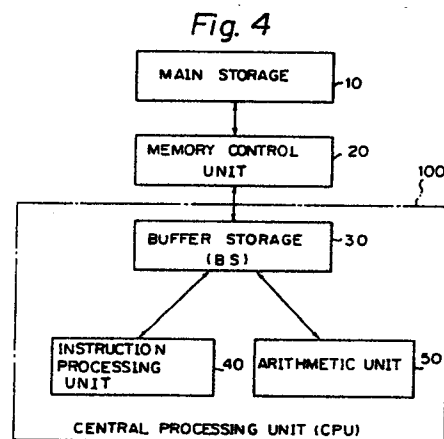 Fig. 4
MAIN STORAGE
10
MEMORY CONTROL
UNIT
20
100
BUFFER STORAGE
(BS)
30
INSTRUCTION
PROCESSING
UNIT
40
ARITHMETIC UNIT
50
CENTRAL PROCESSING UNIT (CPU)